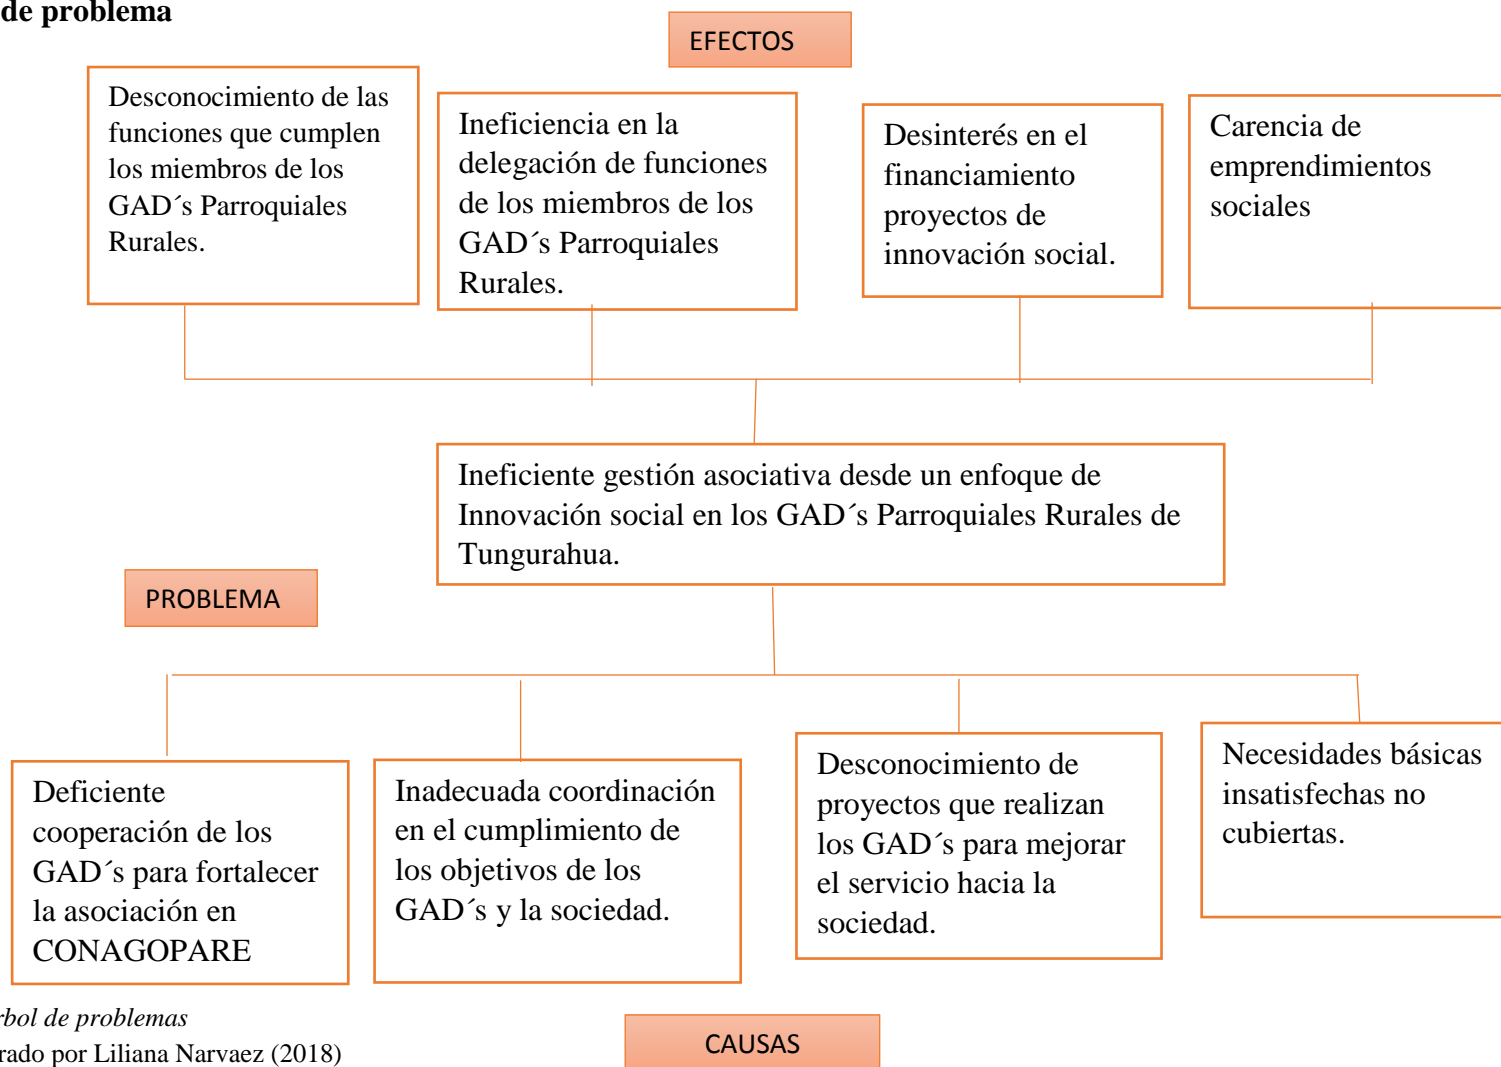 de problema
EFECTOS
Desconocimiento de las
funciones que cumplen
los miembros de los
GAD´s Parroquiales
Rurales.
Ineficiencia en la
delegación de funciones
de los miembros de los
GAD´s Parroquiales
Rurales.
Desinterés en el
financiamiento
proyectos de
innovación social.
Carencia de
emprendimientos
sociales
Ineficiente gestión asociativa desde un enfoque de
Innovación social en los GAD´s Parroquiales Rurales de
Tungurahua.
PROBLEMA
Deficiente
cooperación de los
GAD´s para fortalecer
la asociación en
CONAGOPARE
Inadecuada coordinación
en el cumplimiento de
los objetivos de los
GAD´s y la sociedad.
Desconocimiento de
proyectos que realizan
los GAD´s para mejorar
el servicio hacia la
sociedad.
Necesidades básicas
insatisfechas no
cubiertas.
rbol de problemas
rado por Liliana Narvaez (2018)
CAUSAS